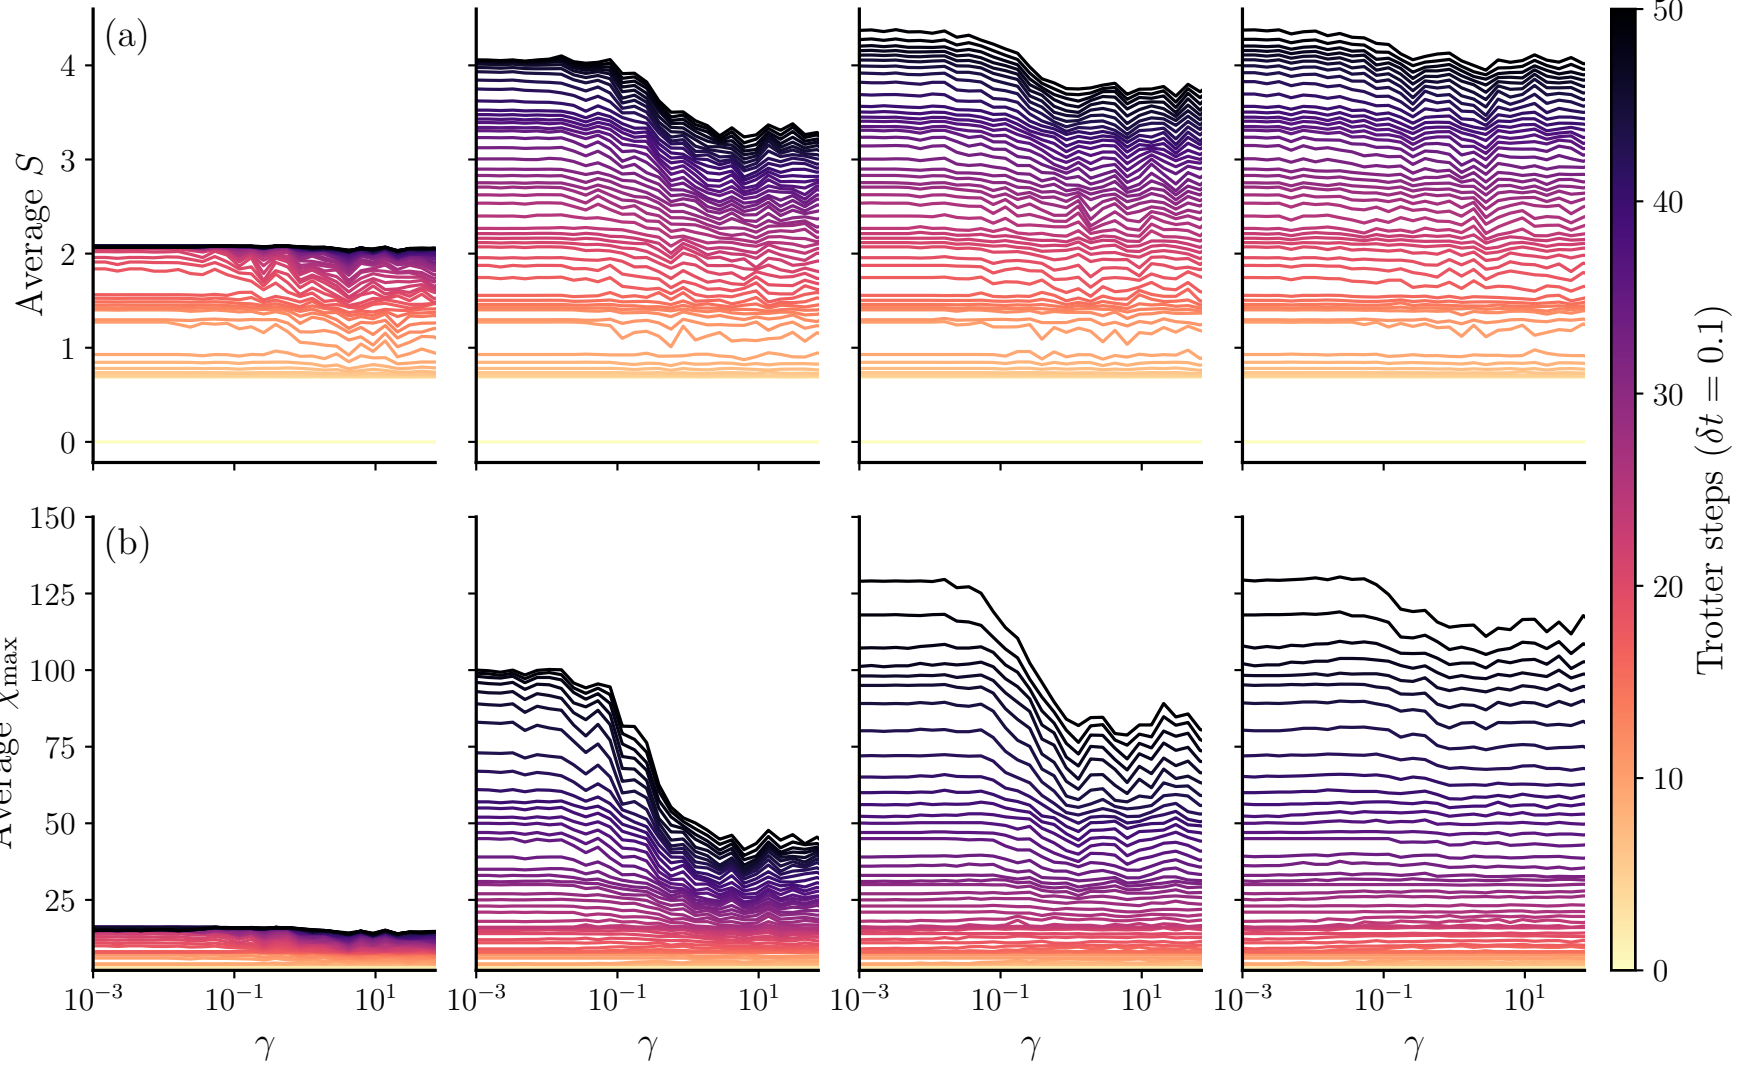 (a)
Average S
4
3
2
1
0
(b)
Average χmax
150
125
100
75
50
25
10⁻³ 10⁻¹ 10¹
10⁻³ 10⁻¹ 10¹
10⁻³ 10⁻¹ 10¹
10⁻³ 10⁻¹ 10¹
γ γ γ γ
50
40
30
20
10
0
Trotter steps (δt = 0.1)